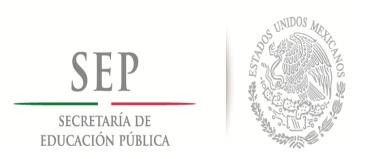 SEP
SECRETARÍA DE
EDUCACIÓN PÚBLICA
ESTADOS UNIDOS MEXICANOS